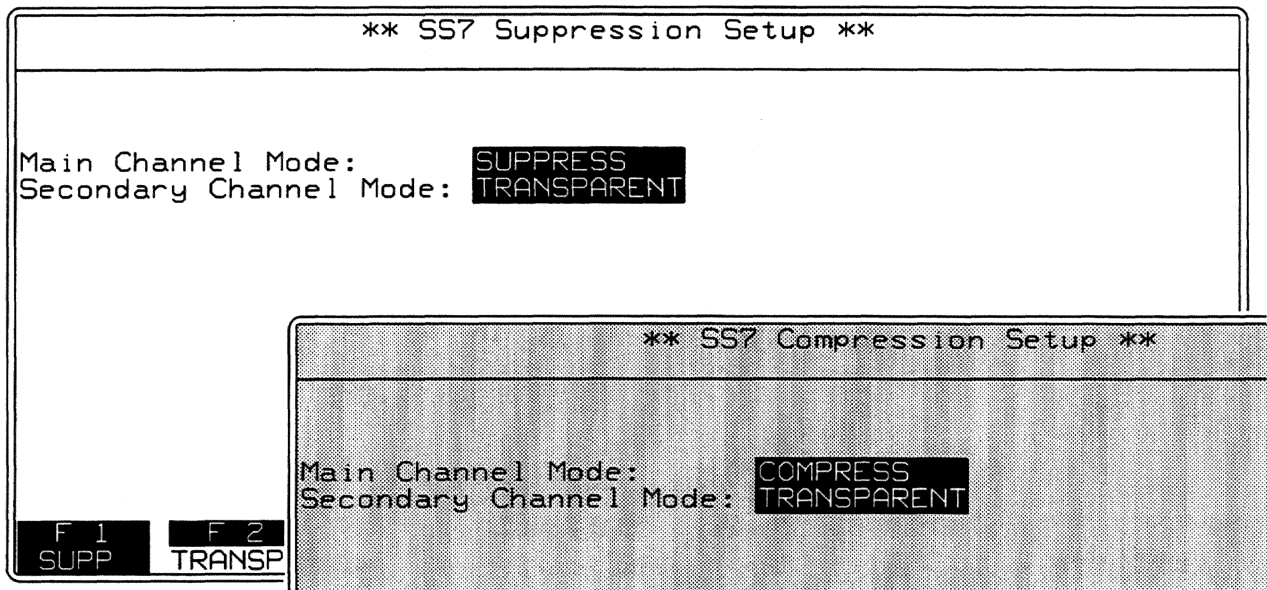 ** SS7 Suppression Setup **
Main Channel Mode: SUPPRESS
Secondary Channel Mode: TRANSPARENT
F 1 F 2
SUPP TRANSP
** SS7 Compression Setup **
Main Channel Mode: COMPRESS
Secondary Channel Mode: TRANSPARENT